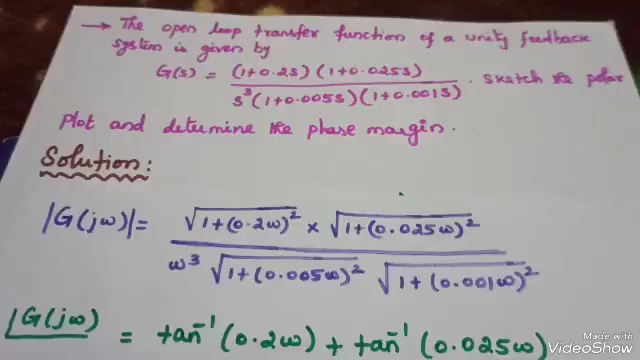 → The open loop transfer function of a unity feedback
system is given by
G(s) = (1+0.2s) (1+0.025s) / s³(1+0.005s)(1+0.001s) . sketch the polar
plot and determine the phase margin.
Solution:
|G(jω)| = √1+(0.2ω)² × √1+(0.025ω)² / ω³ √1+(0.005ω)² √1+(0.001ω)²
∠G(jω) = tan⁻¹(0.2ω) + tan⁻¹(0.025ω)
Made with
VideoShow